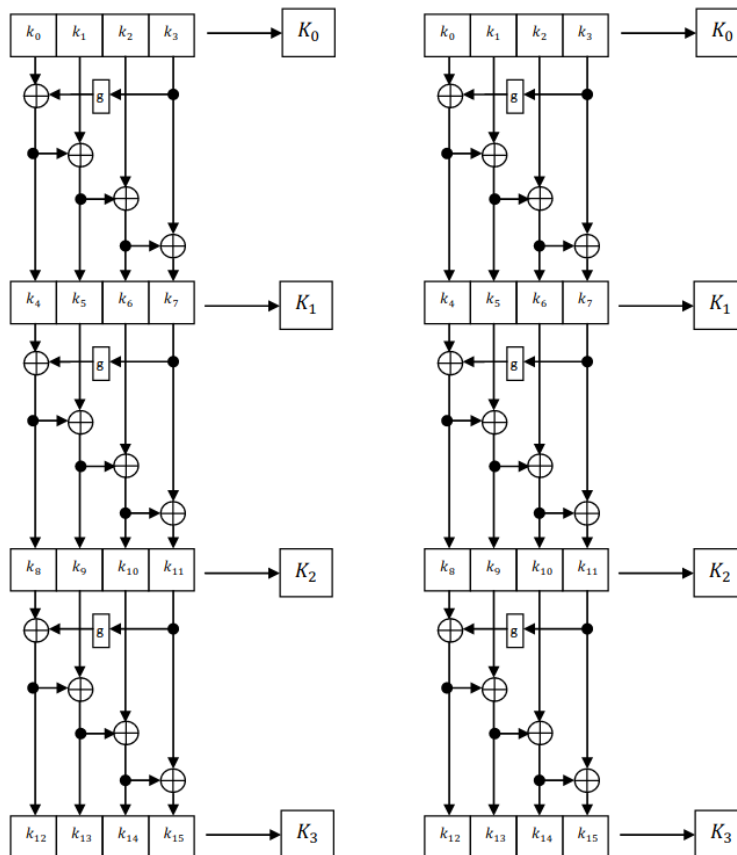 k₀ k₁ k₂ k₃ K₀ k₀ k₁ k₂ k₃ K₀
g g
k₄ k₅ k₆ k₇ K₁ k₄ k₅ k₆ k₇ K₁
g g
k₈ k₉ k₁₀ k₁₁ K₂ k₈ k₉ k₁₀ k₁₁ K₂
g g
k₁₂ k₁₃ k₁₄ k₁₅ K₃ k₁₂ k₁₃ k₁₄ k₁₅ K₃